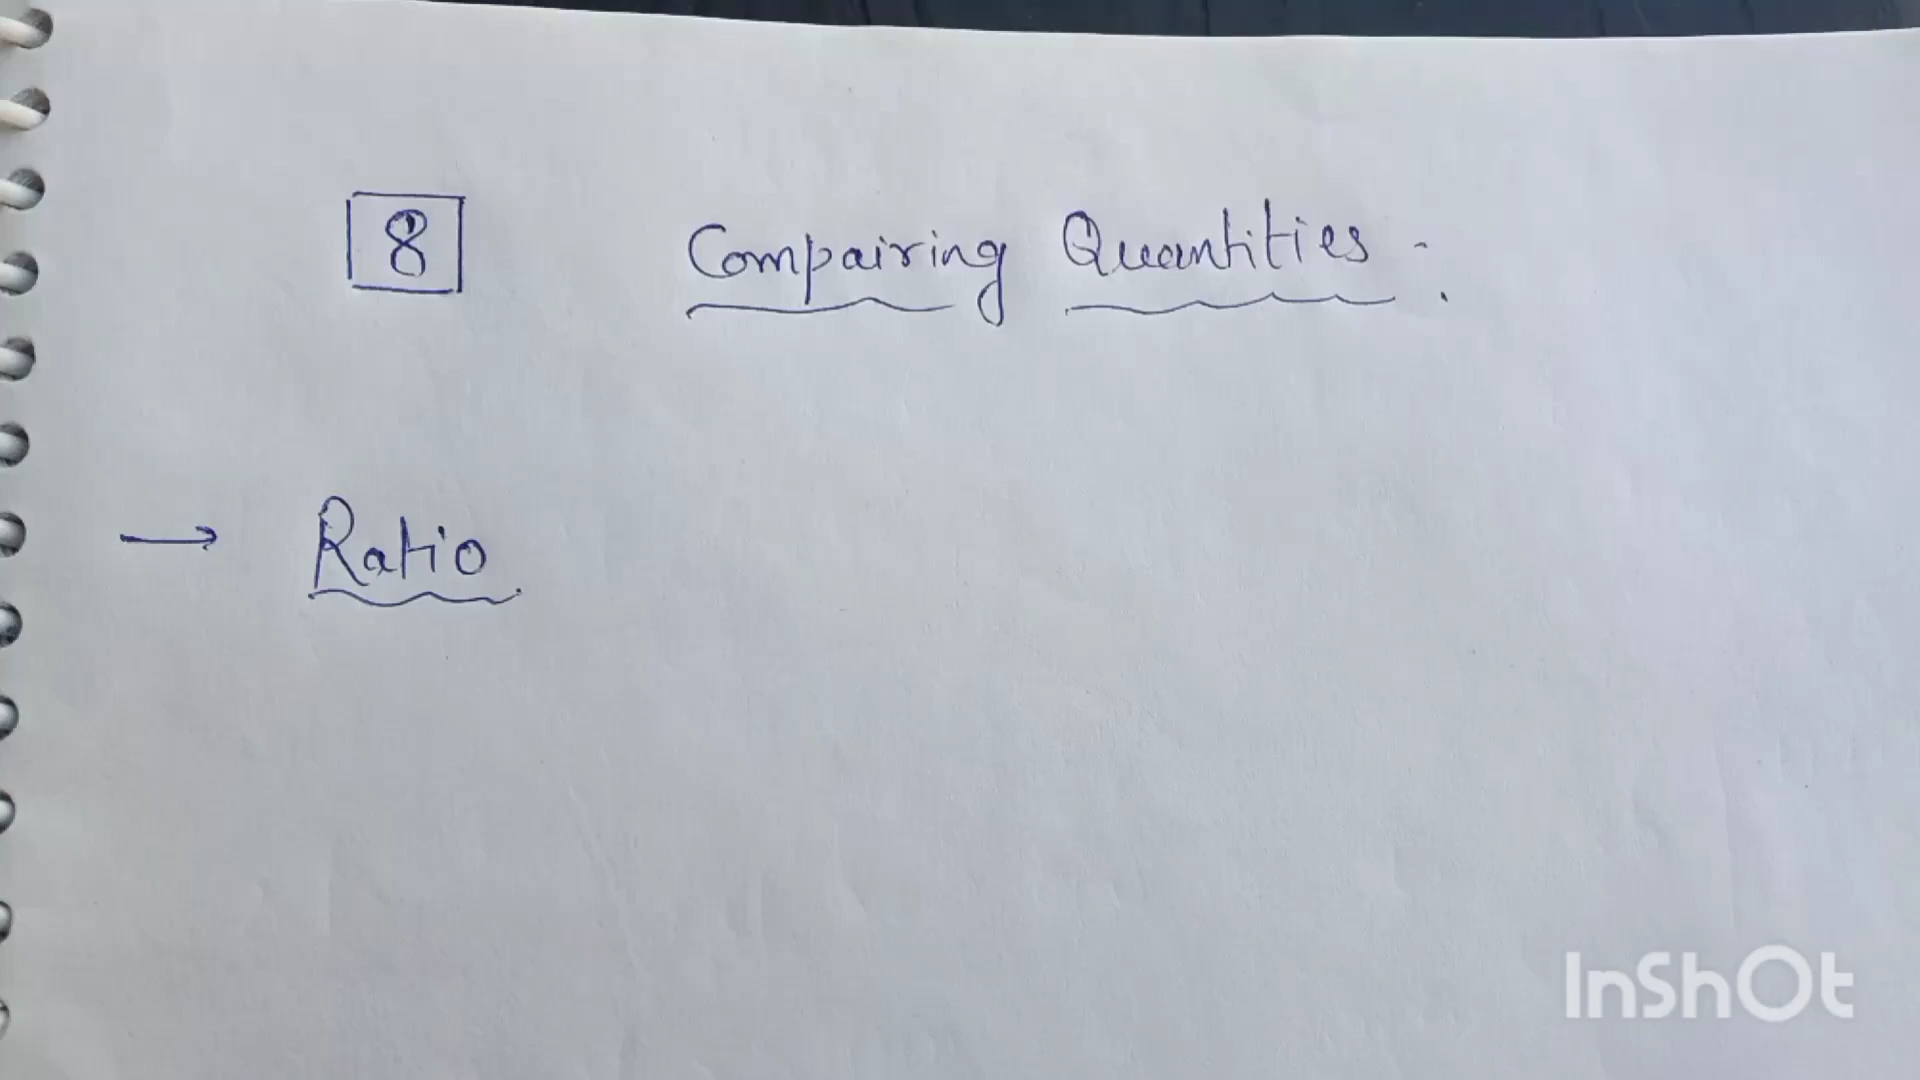 8 Compairing Quantities.
→ Ratio
InShOt